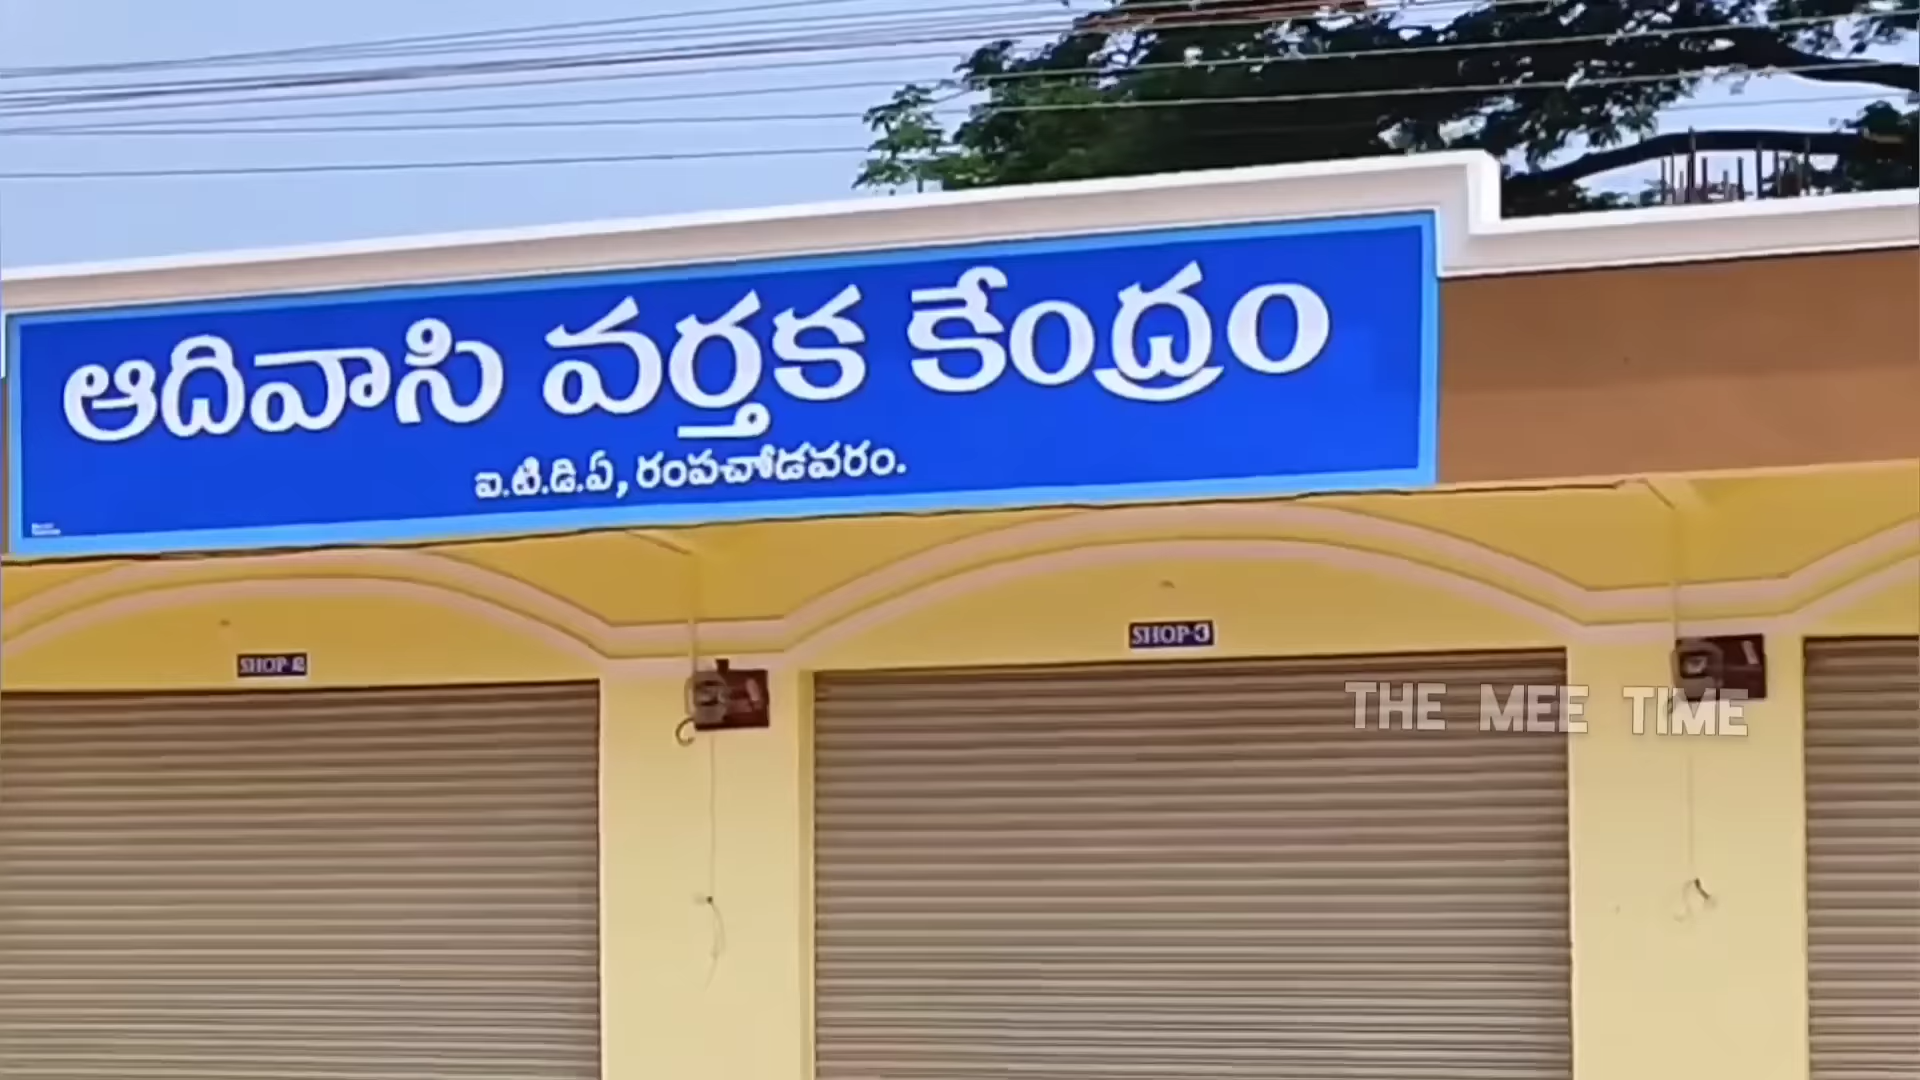 ఆదివాసి వర్తక కేంద్రం
ఐ.టి.డి.ఏ, రంపచోడవరం.
SHOP-2
SHOP-3
THE MEE TIME